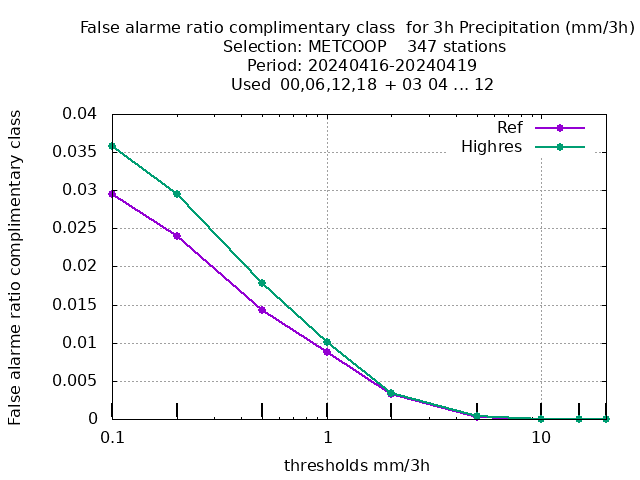 False alarme ratio complimentary class  for 3h Precipitation (mm/3h)
Selection: METCOOP    347 stations
Period: 20240416-20240419
Used  00,06,12,18  + 03 04 ... 12
False alarme ratio complimentary class
0.04
0.035
0.03
0.025
0.02
0.015
0.01
0.005
0
Ref
Highres
0.1
1
10
thresholds mm/3h